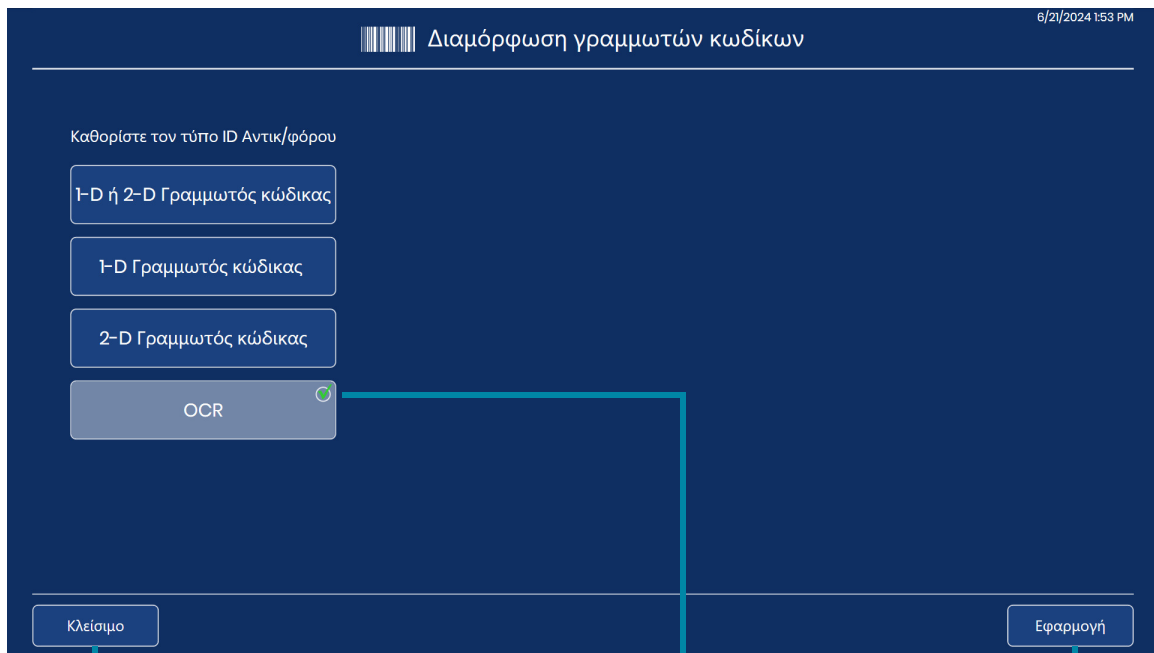 6/21/2024 1:53 PM
Διαμόρφωση γραμμωτών κωδίκων
Καθορίστε τον τύπο ID Αντικ/φόρου
1-D ή 2-D Γραμμωτός κώδικας
1-D Γραμμωτός κώδικας
2-D Γραμμωτός κώδικας
OCR
Κλείσιμο
Εφαρμογή